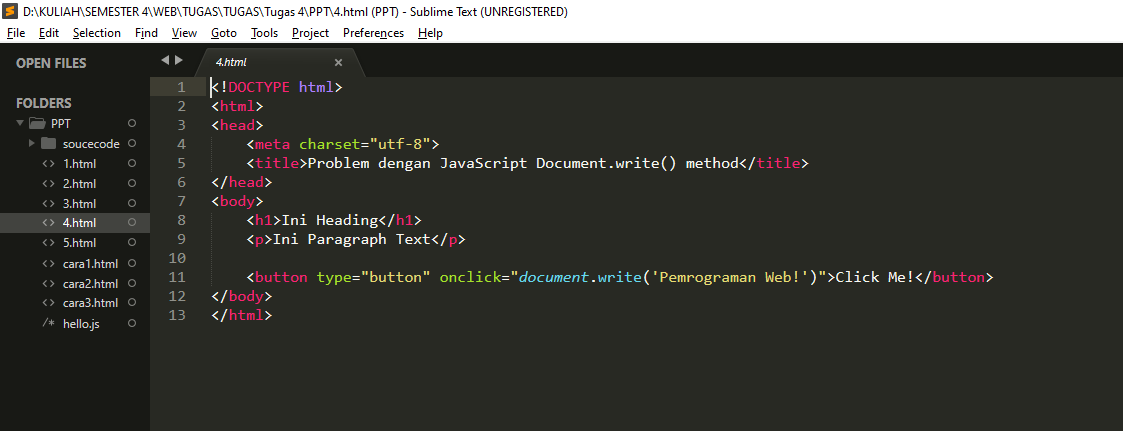 D:\KULIAH\SEMESTER 4\WEB\TUGAS\TUGAS\Tugas 4\PPT\4.html (PPT) - Sublime Text (UNREGISTERED)
File Edit Selection Find View Goto Tools Project Preferences Help
OPEN FILES
FOLDERS
PPT
soucecode
<> 1.html
<> 2.html
<> 3.html
<> 4.html
<> 5.html
<> cara1.html
<> cara2.html
<> cara3.html
/* hello.js
4.html
1 <!DOCTYPE html>
2 <html>
3 <head>
4     <meta charset="utf-8">
5     <title>Problem dengan JavaScript Document.write() method</title>
6 </head>
7 <body>
8     <h1>Ini Heading</h1>
9     <p>Ini Paragraph Text</p>
10
11     <button type="button" onclick="document.write('Pemrograman Web!')">Click Me!</button>
12 </body>
13 </html>